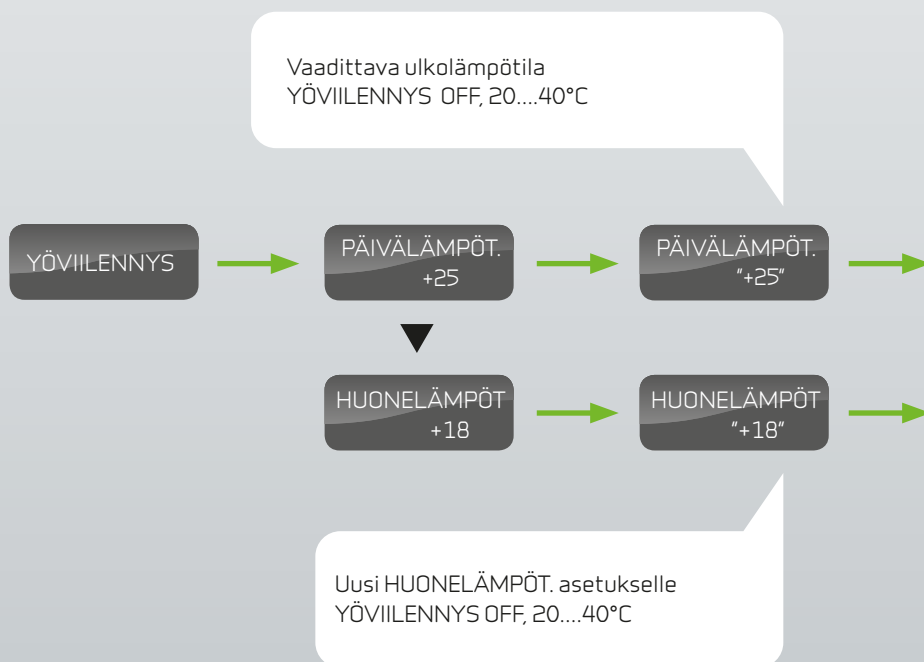 Vaadittava ulkolämpötila
YÖVIILENNYS OFF, 20....40°C
YÖVIILENNYS
PÄIVÄLÄMPÖT.
+25
PÄIVÄLÄMPÖT.
"+25"
HUONELÄMPÖT
+18
HUONELÄMPÖT
"+18"
Uusi HUONELÄMPÖT. asetukselle
YÖVIILENNYS OFF, 20....40°C